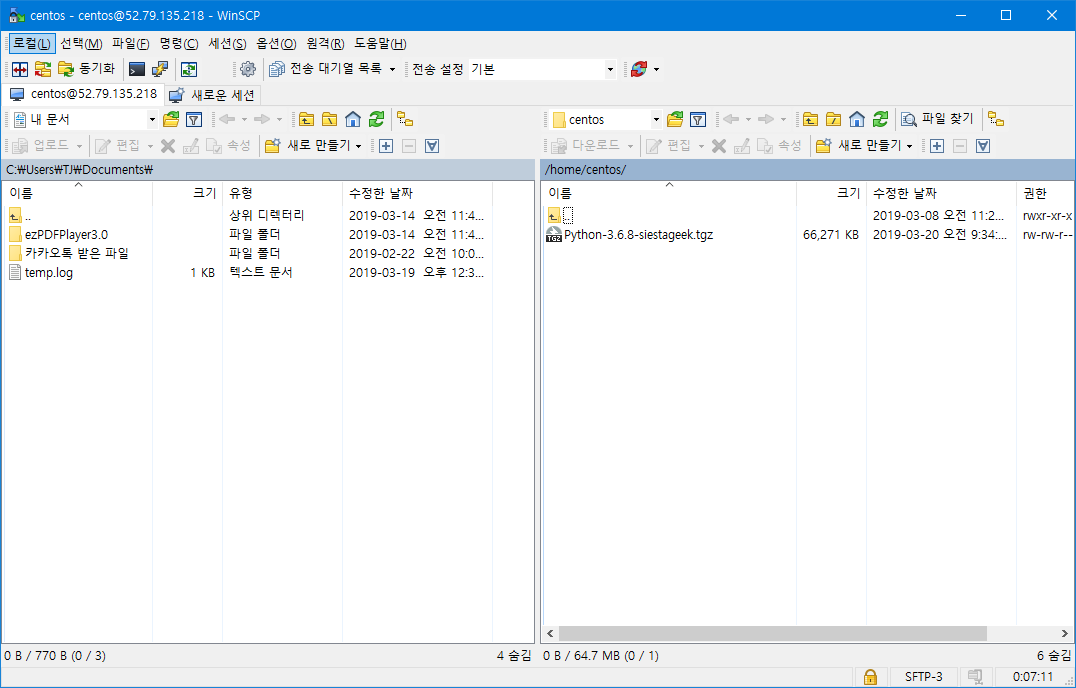 centos - centos@52.79.135.218 - WinSCP
로컬(L) 선택(M) 파일(F) 명령(C) 세션(S) 옵션(O) 원격(R) 도움말(H)
동기화 전송 대기열 목록 전송 설정 기본
centos@52.79.135.218 새로운 세션
내 문서
업로드 편집 속성 새로 만들기
C:₩Users₩TJ₩Documents₩
이름 크기 유형 수정한 날짜
.. 상위 디렉터리 2019-03-14 오전 11:4...
ezPDFPlayer3.0 파일 폴더 2019-03-14 오전 11:4...
카카오톡 받은 파일 파일 폴더 2019-02-22 오전 10:0...
temp.log 1 KB 텍스트 문서 2019-03-19 오후 12:3...
0 B / 770 B (0 / 3) 4 숨김
centos 파일 찾기
다운로드 편집 속성 새로 만들기
/home/centos/
이름 크기 수정한 날짜 권한
.. 2019-03-08 오전 11:2... rwxr-xr-x
TGZ Python-3.6.8-siestageek.tgz 66,271 KB 2019-03-20 오전 9:34:... rw-rw-r--
0 B / 64.7 MB (0 / 1) 6 숨김
SFTP-3 0:07:11